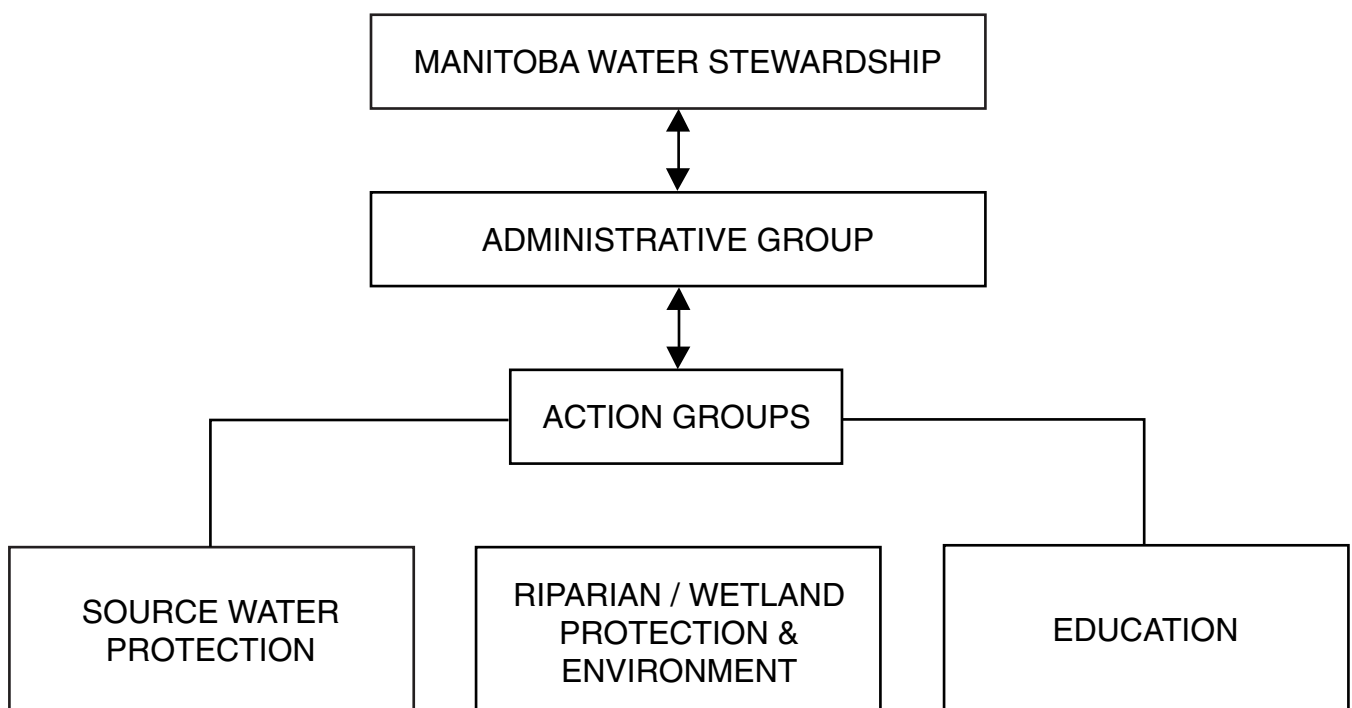 MANITOBA WATER STEWARDSHIP
ADMINISTRATIVE GROUP
ACTION GROUPS
SOURCE WATER
PROTECTION
RIPARIAN / WETLAND
PROTECTION &
ENVIRONMENT
EDUCATION